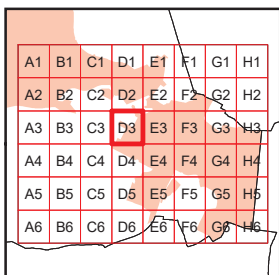 A1 B1 C1 D1 E1 F1 G1 H1
A2 B2 C2 D2 E2 F2 G2 H2
A3 B3 C3 D3 E3 F3 G3 H3
A4 B4 C4 D4 E4 F4 G4 H4
A5 B5 C5 D5 E5 F5 G5 H5
A6 B6 C6 D6 E6 F6 G6 H6